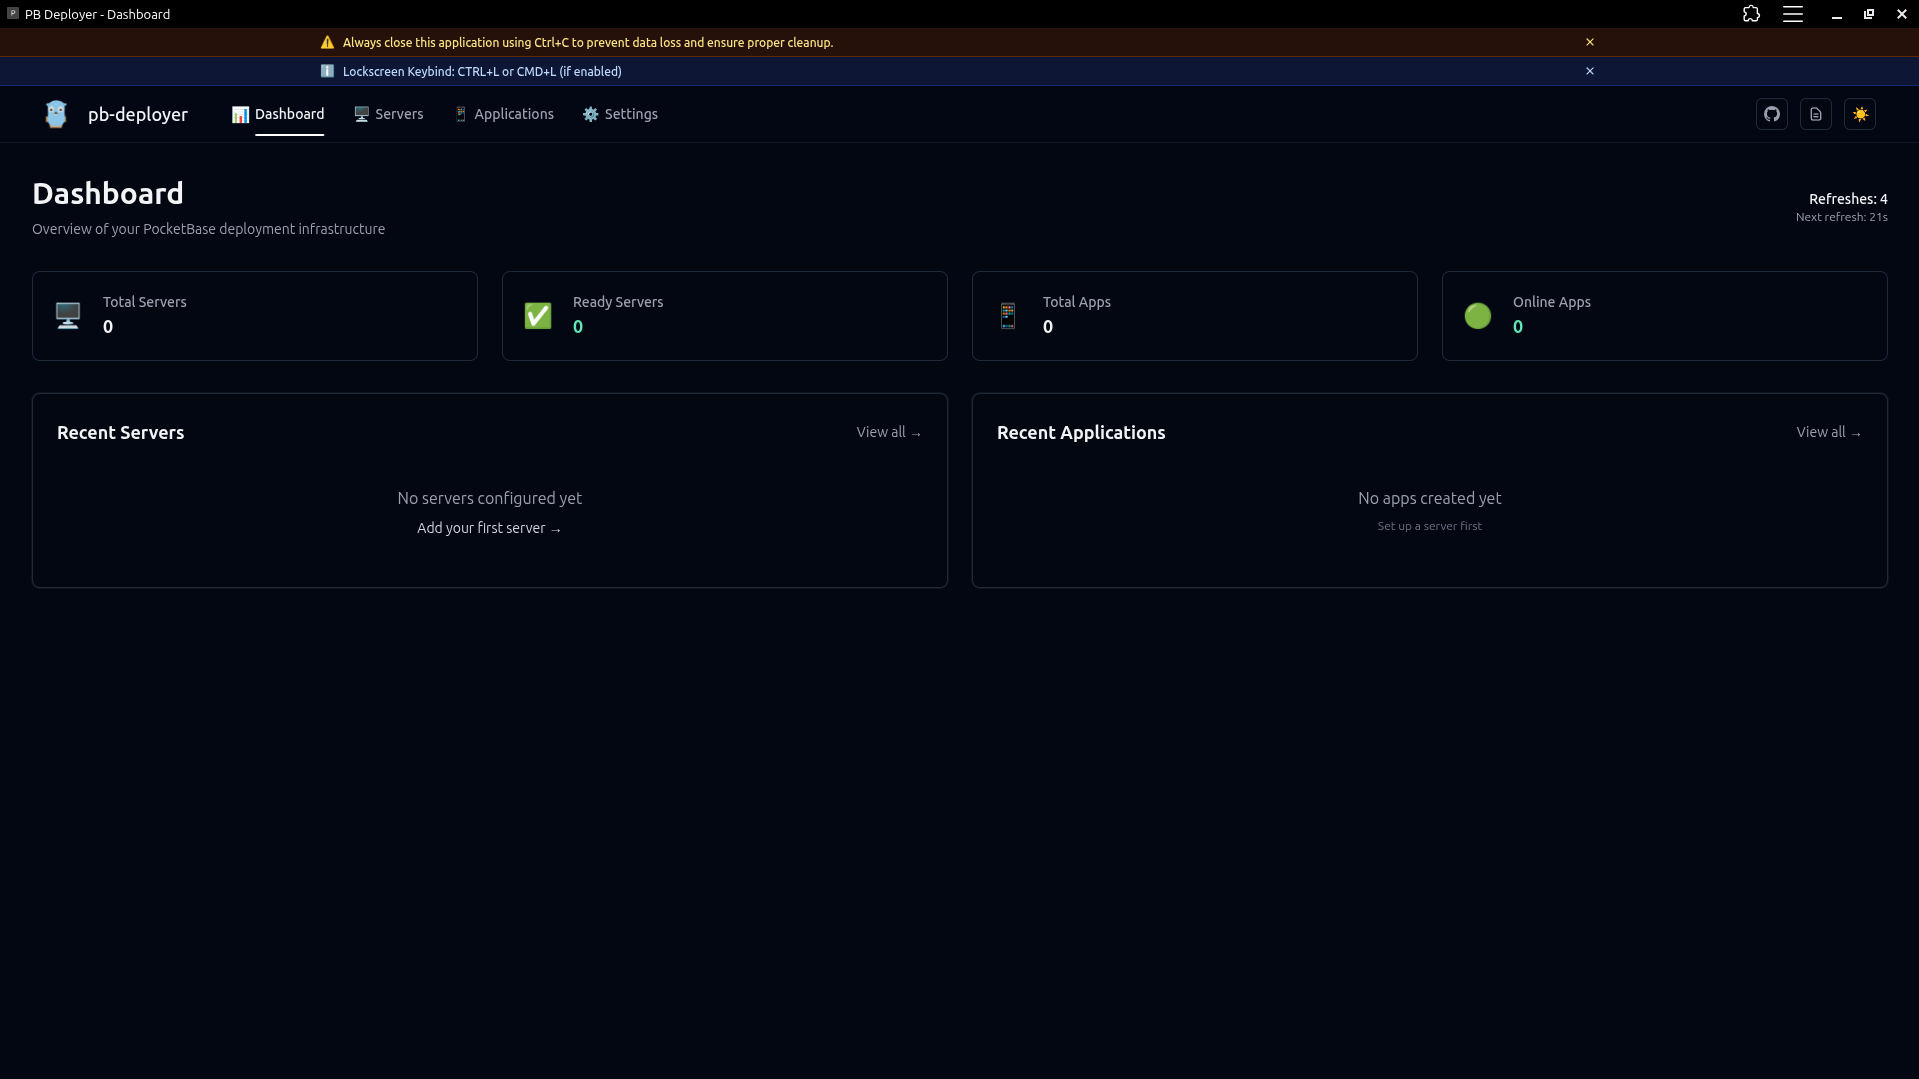 PB Deployer - Dashboard
Always close this application using Ctrl+C to prevent data loss and ensure proper cleanup.
Lockscreen Keybind: CTRL+L or CMD+L (if enabled)
pb-deployer
Dashboard
Servers
Applications
Settings
Dashboard
Overview of your PocketBase deployment infrastructure
Refreshes: 4
Next refresh: 21s
Total Servers
0
Ready Servers
0
Total Apps
0
Online Apps
0
Recent Servers
View all →
No servers configured yet
Add your first server →
Recent Applications
View all →
No apps created yet
Set up a server first